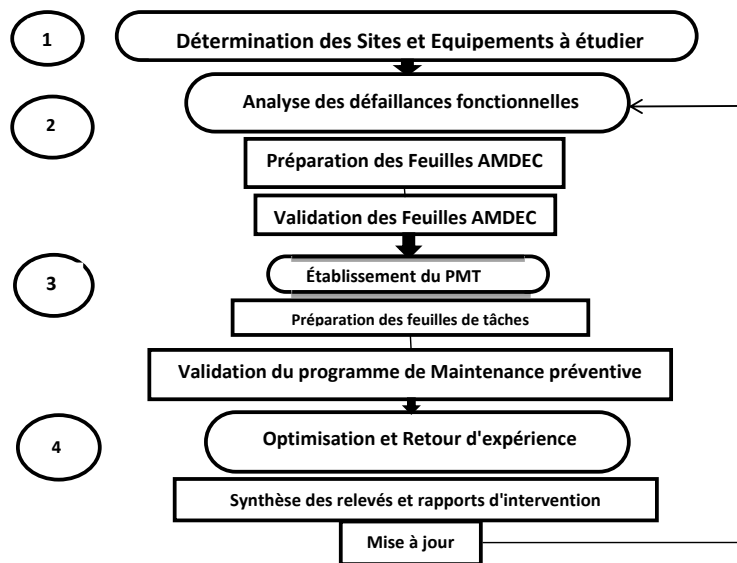 1
Détermination des Sites et Equipements à étudier
Analyse des défaillances fonctionnelles
2
Préparation des Feuilles AMDEC
Validation des Feuilles AMDEC
3
Établissement du PMT
Préparation des feuilles de tâches
Validation du programme de Maintenance préventive
4
Optimisation et Retour d'expérience
Synthèse des relevés et rapports d'intervention
Mise à jour